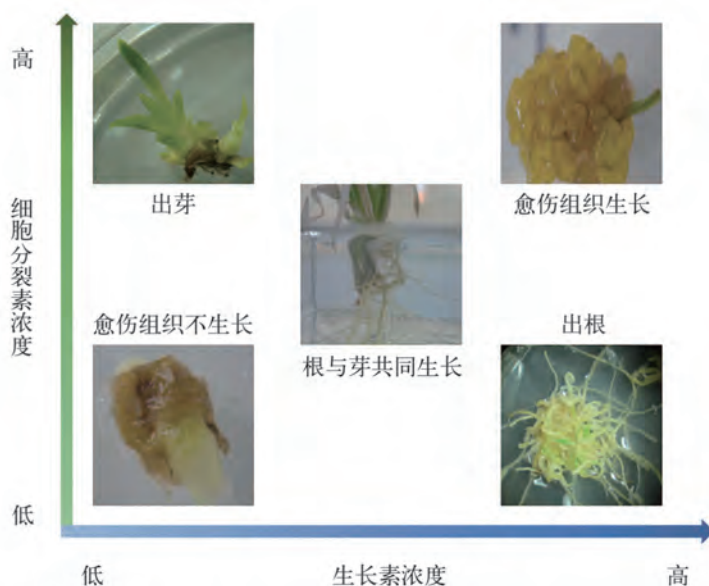 高
出芽
愈伤组织生长
细胞分裂素浓度
愈伤组织不生长
出根
根与芽共同生长
低
低
生长素浓度
高